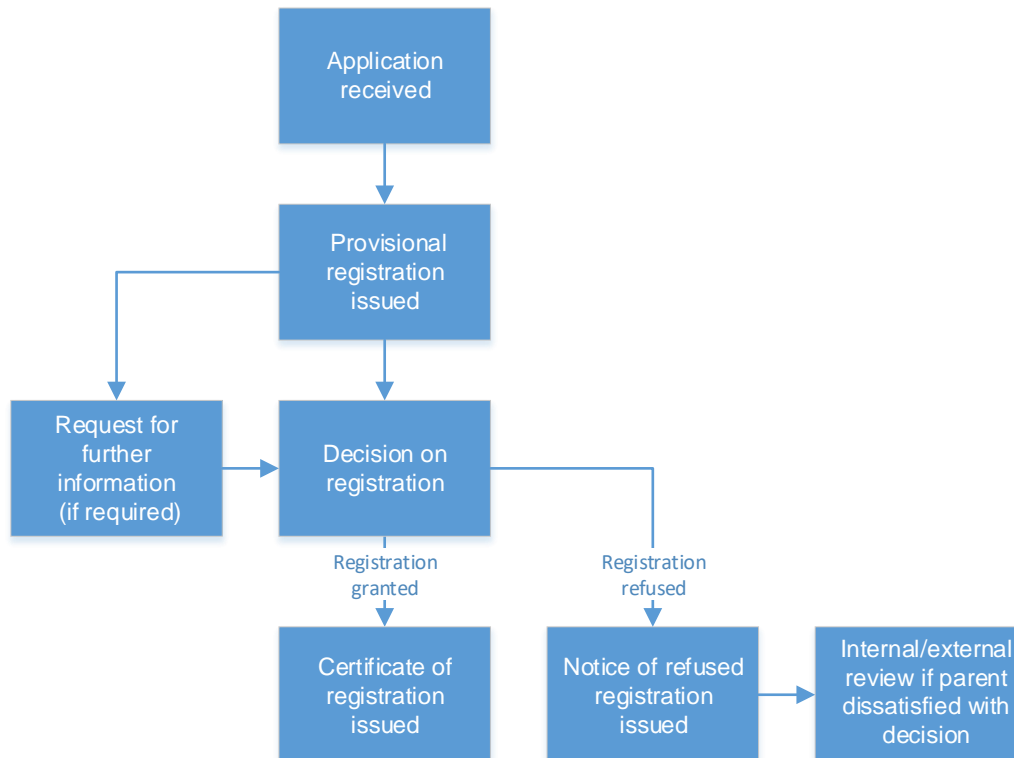 Application
received
Provisional
registration
issued
Request for
further
information
(if required)
Decision on
registration
Registration
granted
Registration
refused
Certificate of
registration
issued
Notice of refused
registration
issued
Internal/external
review if parent
dissatisfied with
decision